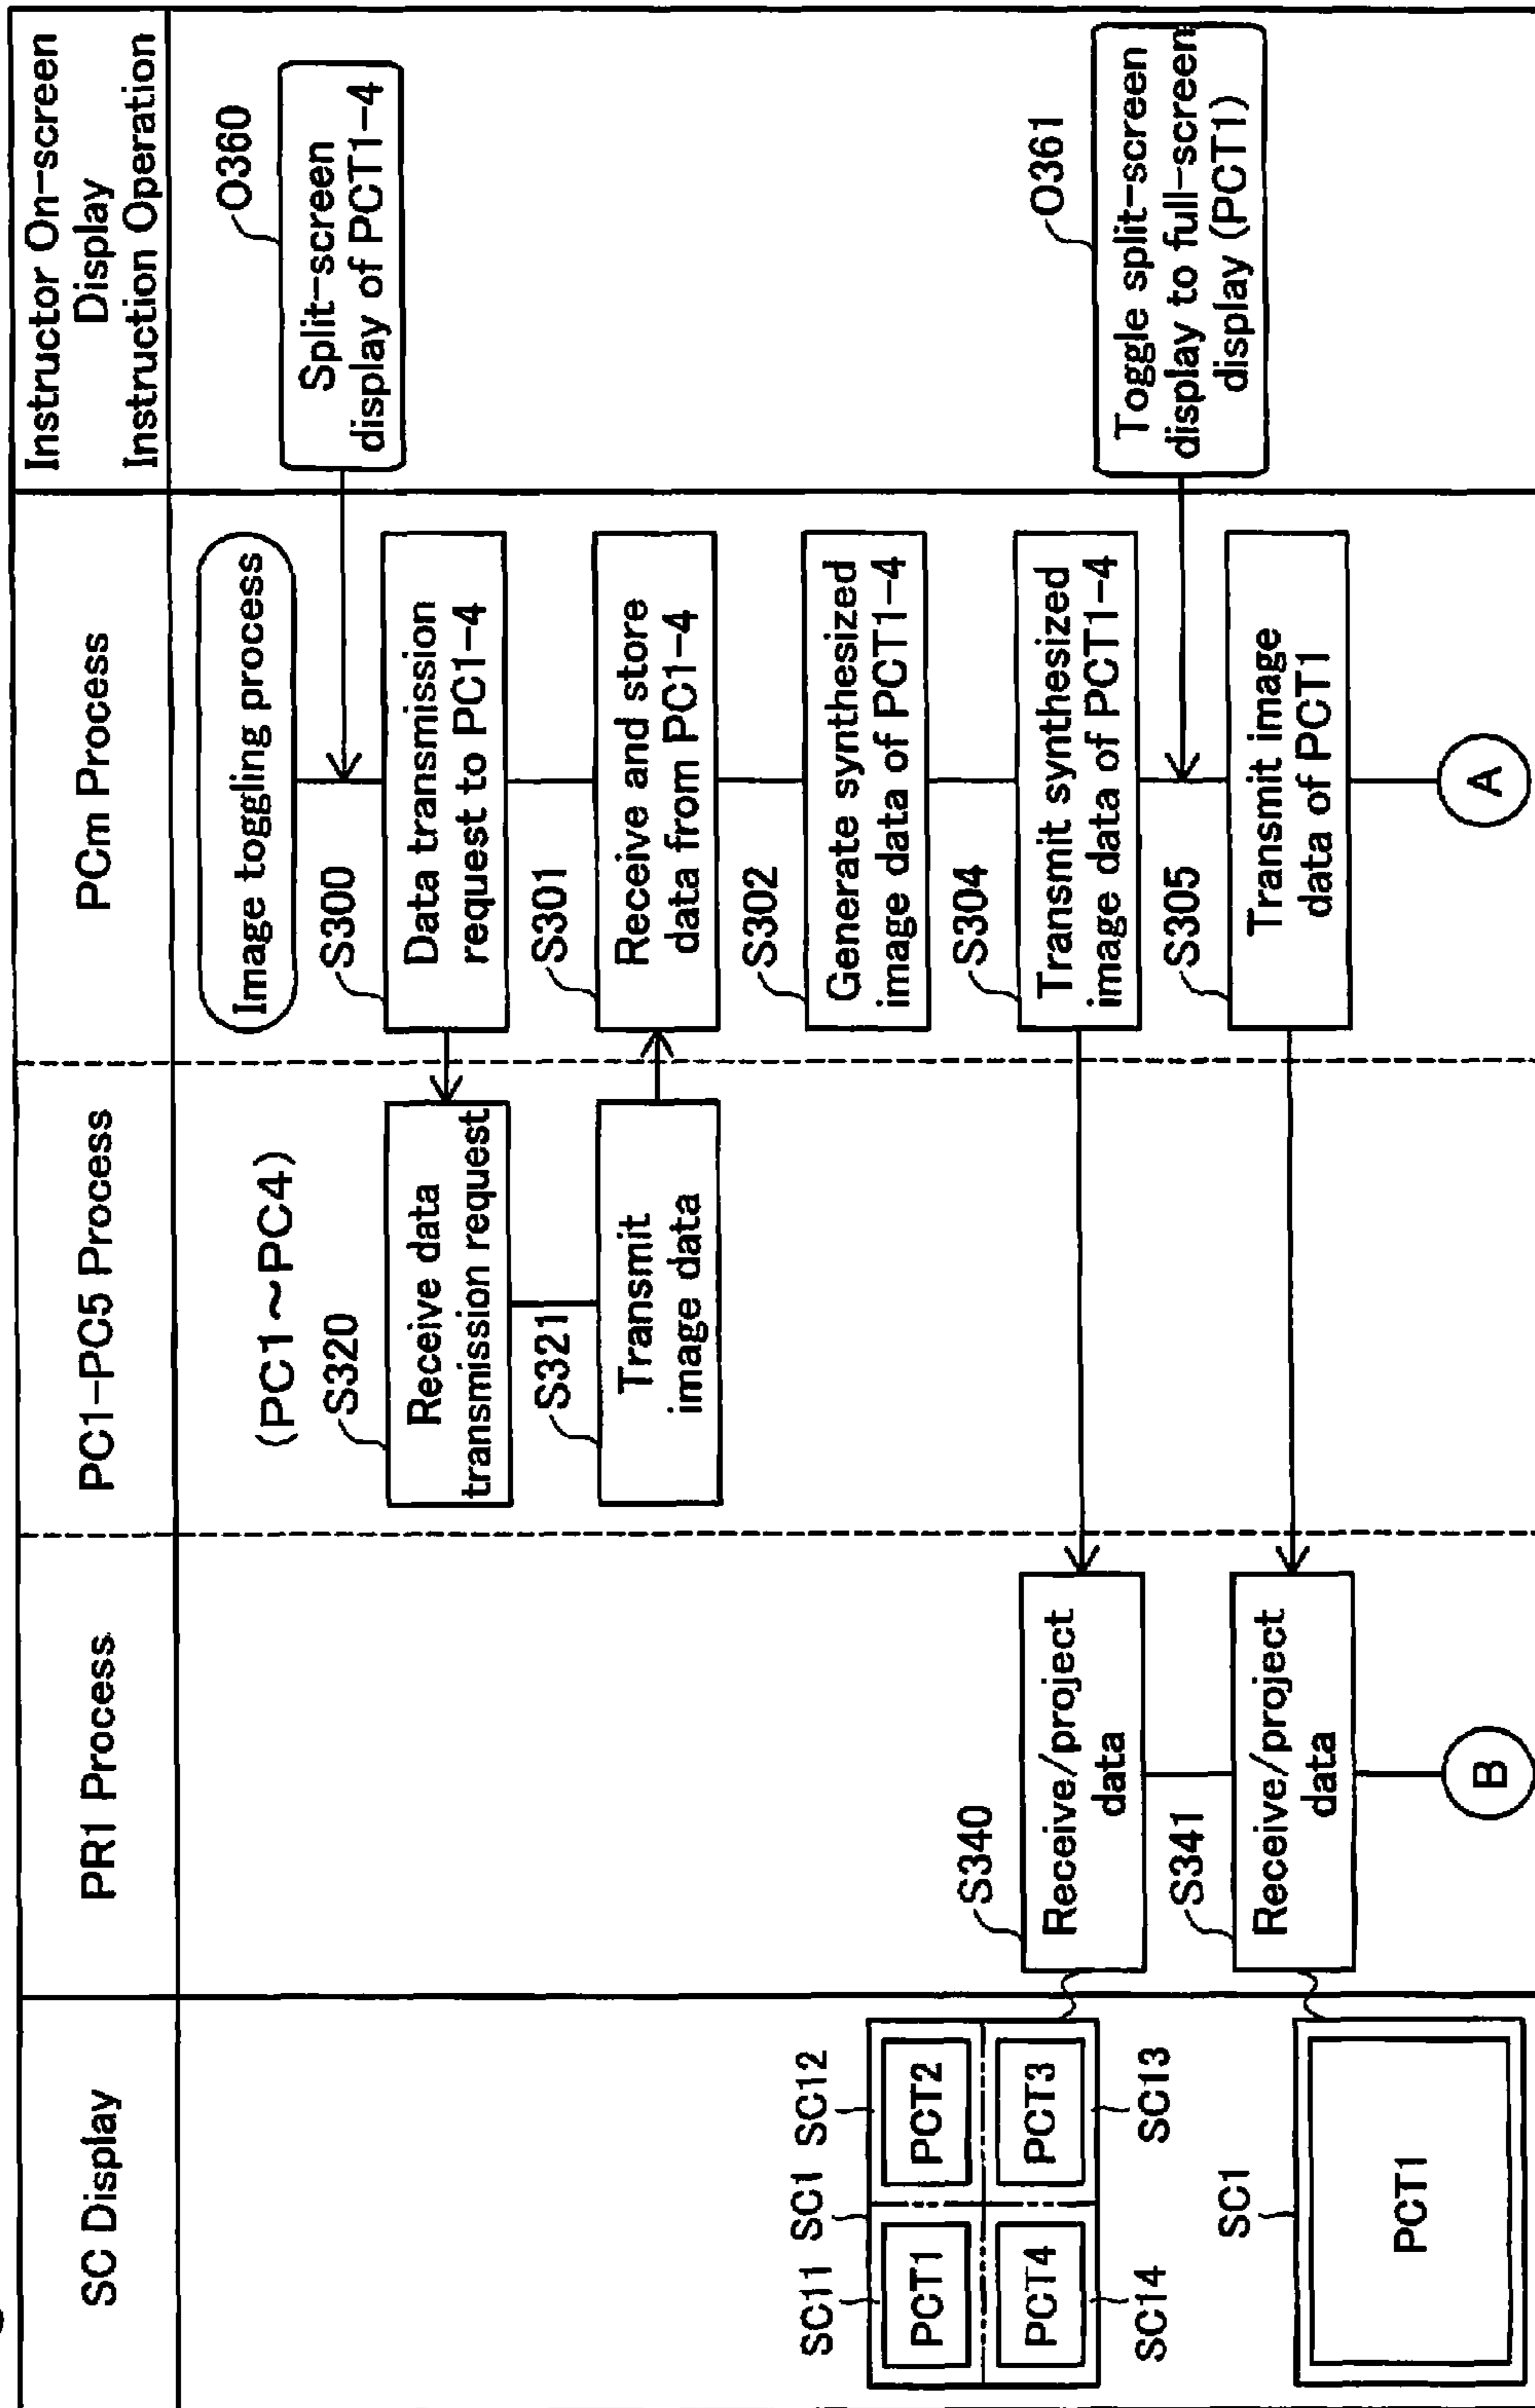 SC Display
PR1 Process
PC1-PC5 Process
PCm Process
Instructor On-screen
Display
Instruction Operation
Image toggling process
O360
Split-screen
display of PCT1-4
(PC1~PC4)
S300
Data transmission
request to PC1-4
S320
Receive data
transmission request
S301
Receive and store
data from PC1-4
S321
Transmit
image data
S302
Generate synthesized
image data of PCT1-4
S304
Transmit synthesized
image data of PCT1-4
S340
Receive/project
data
SC11 SC1 SC12
PCT1 PCT2
PCT4 PCT3
SC14 SC13
O361
Toggle split-screen
display to full-screen
display (PCT1)
S305
Transmit image
data of PCT1
S341
Receive/project
data
SC1
PCT1
B
A